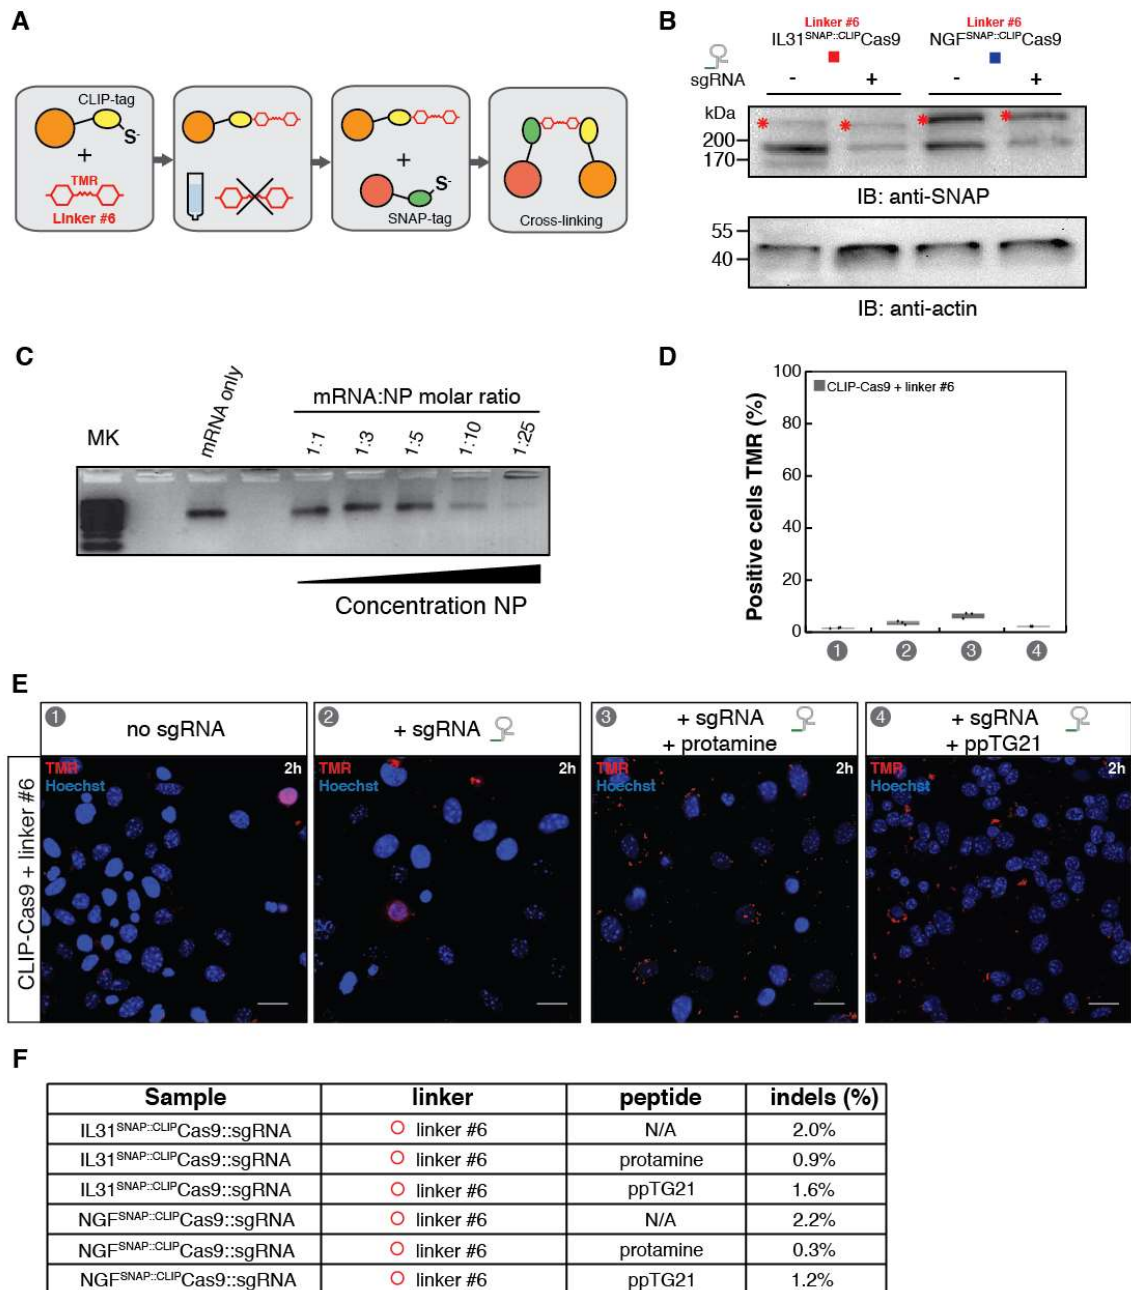 A
CLIP-tag
S-
+
TMR
Linker #6
+
S-
SNAP-tag
Cross-linking
B
Linker #6 Linker #6
IL31SNAP::CLIPCas9 NGFSNAP::CLIPCas9
sgRNA - + - +
kDa
200
170
* * * *
IB: anti-SNAP
55
40
IB: anti-actin
C
mRNA:NP molar ratio
MK mRNA only 1:1 1:3 1:5 1:10 1:25
Concentration NP
D
Positive cells TMR (%)
100
80
60
40
20
0
CLIP-Cas9 + linker #6
1 2 3 4
E
CLIP-Cas9 + linker #6
1 no sgRNA
TMR 2h
Hoechst
2 + sgRNA
TMR 2h
Hoechst
3 + sgRNA
+ protamine
TMR 2h
Hoechst
4 + sgRNA
+ ppTG21
TMR 2h
Hoechst
F
Sample linker peptide indels (%)
IL31SNAP::CLIPCas9::sgRNA linker #6 N/A 2.0%
IL31SNAP::CLIPCas9::sgRNA linker #6 protamine 0.9%
IL31SNAP::CLIPCas9::sgRNA linker #6 ppTG21 1.6%
NGFSNAP::CLIPCas9::sgRNA linker #6 N/A 2.2%
NGFSNAP::CLIPCas9::sgRNA linker #6 protamine 0.3%
NGFSNAP::CLIPCas9::sgRNA linker #6 ppTG21 1.2%